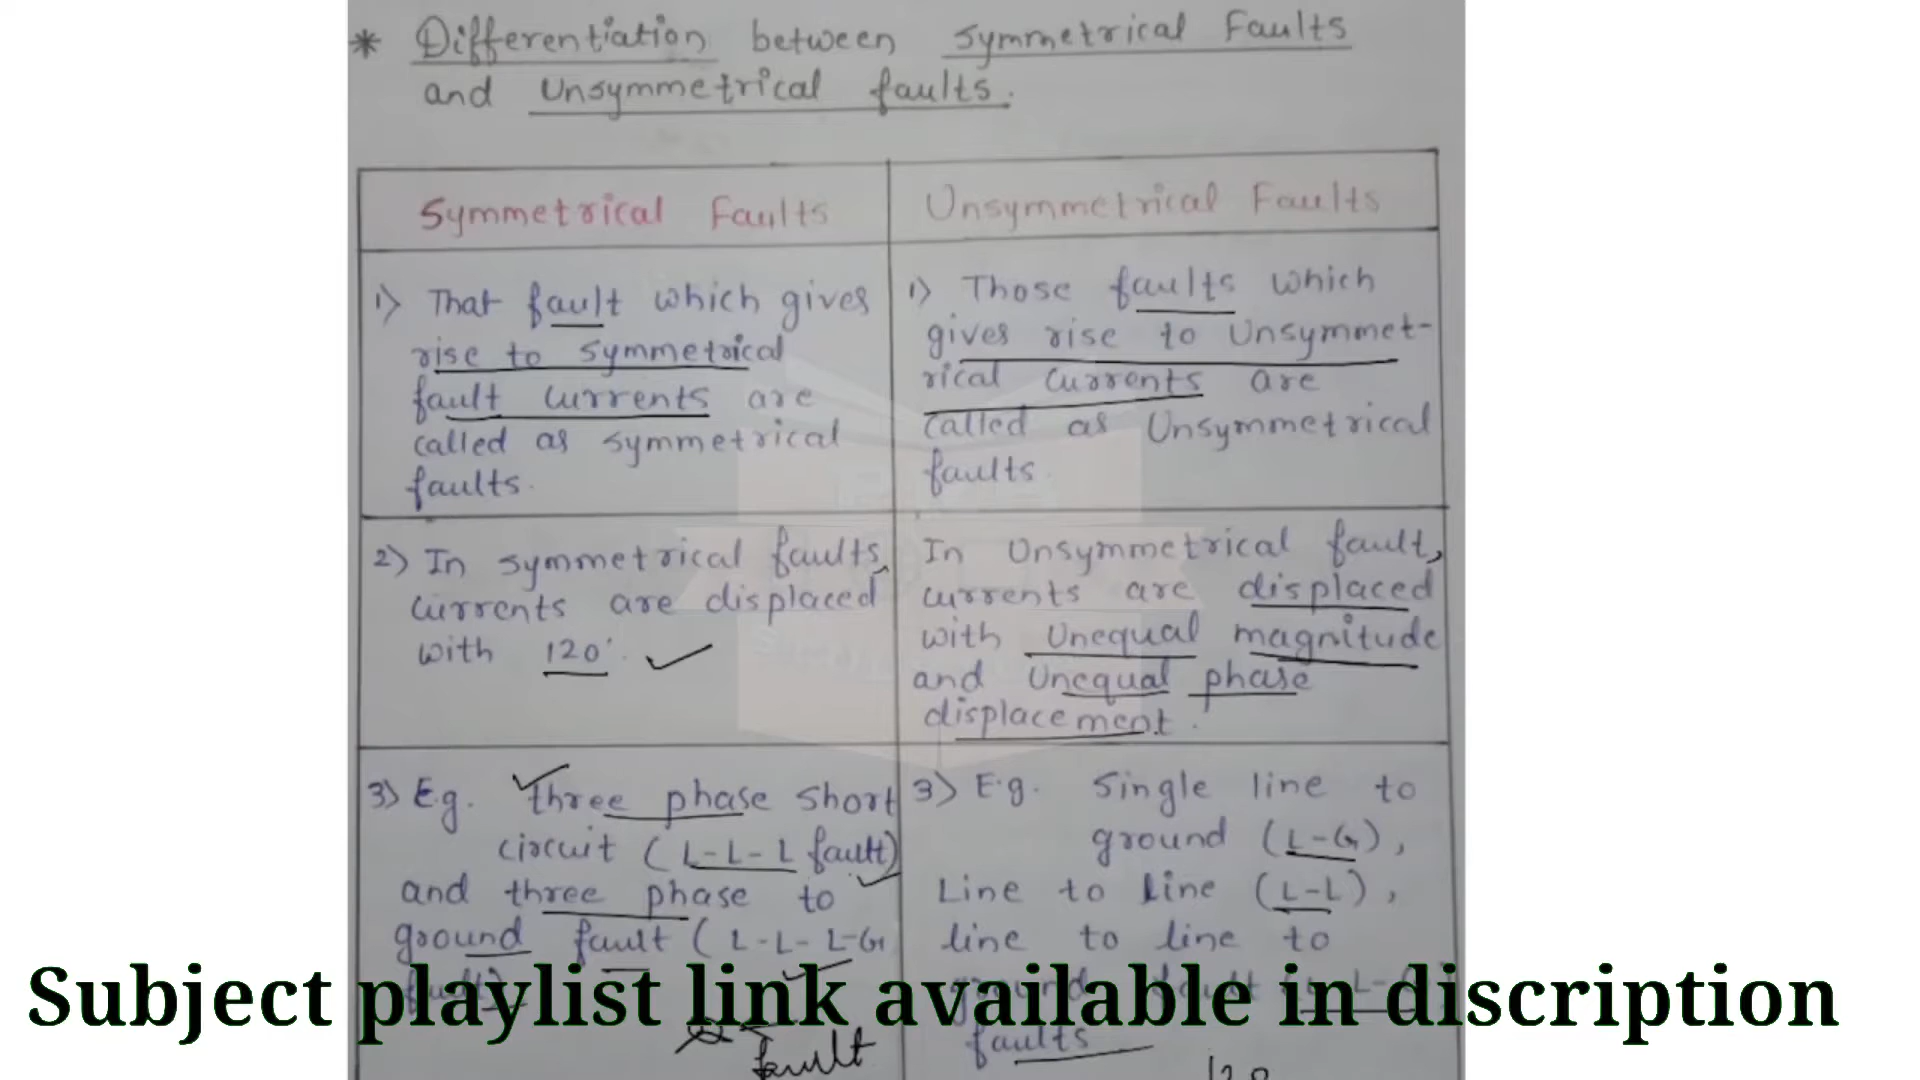 * Differentiation between Symmetrical Faults
and Unsymmetrical faults.
Symmetrical Faults
1) That fault which gives
rise to symmetrical
fault currents are
called as symmetrical
faults.
2) In symmetrical faults,
currents are displaced
with 120°.
3) E.g. three phase short
circuit (L-L-L fault)
and three phase to
ground fault (L-L-L-G
fault
Unsymmetrical Faults
1) Those faults which
gives rise to Unsymmet-
rical currents are
called as Unsymmetrical
faults.
In Unsymmetrical fault,
currents are displaced
with Unequal magnitude
and Unequal phase
displacement.
3) E.g. Single line to
ground (L-G),
Line to line (L-L),
line to line to
ground
faults
120
Subject playlist link available in discription